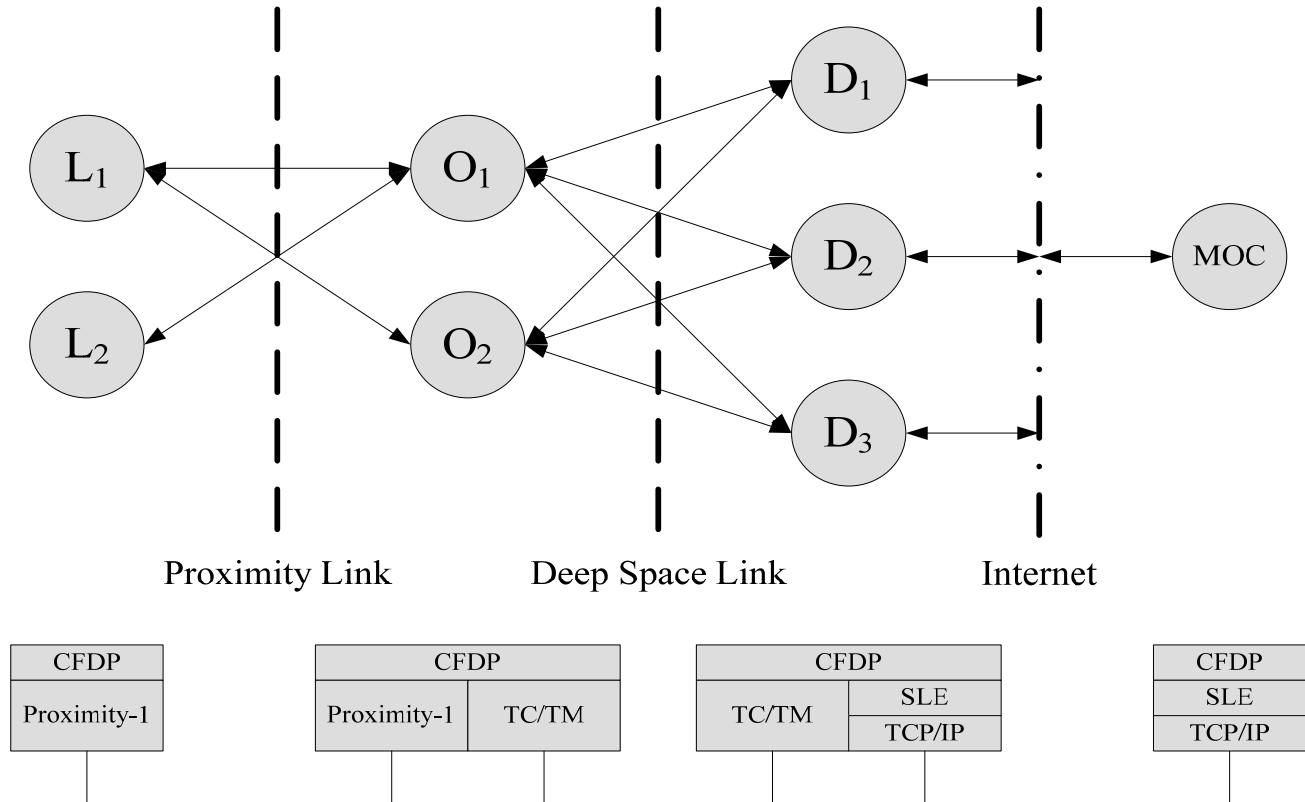 D₁
L₁
O₁
D₂
MOC
L₂
O₂
D₃
Proximity Link
Deep Space Link
Internet
CFDP
Proximity-1
CFDP
Proximity-1
TC/TM
CFDP
TC/TM
SLE
TCP/IP
CFDP
SLE
TCP/IP